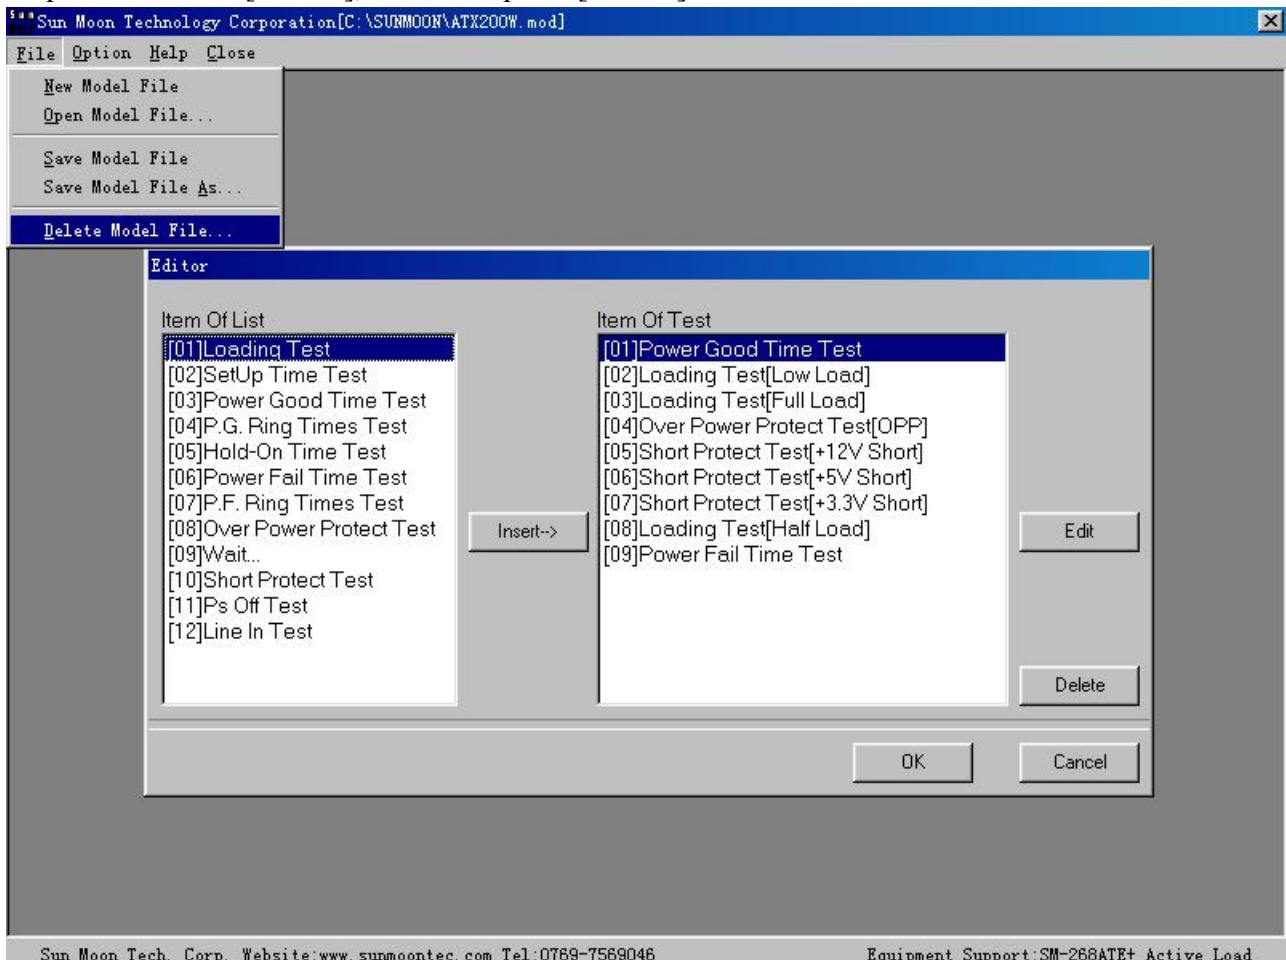 Sun Moon Technology Corporation[C:\SUNMOON\ATX200W.mod]
File Option Help Close
New Model File
Open Model File...
Save Model File
Save Model File As...
Delete Model File...
Editor
Item Of List
[01]Loading Test
[02]SetUp Time Test
[03]Power Good Time Test
[04]P.G. Ring Times Test
[05]Hold-On Time Test
[06]Power Fail Time Test
[07]P.F. Ring Times Test
[08]Over Power Protect Test
[09]Wait...
[10]Short Protect Test
[11]Ps Off Test
[12]Line In Test
Insert-->
Item Of Test
[01]Power Good Time Test
[02]Loading Test[Low Load]
[03]Loading Test[Full Load]
[04]Over Power Protect Test[OPP]
[05]Short Protect Test[+12V Short]
[06]Short Protect Test[+5V Short]
[07]Short Protect Test[+3.3V Short]
[08]Loading Test[Half Load]
[09]Power Fail Time Test
Edit
Delete
OK
Cancel
Sun Moon Tech. Corp. Website:www.sunmoontec.com Tel:0769-7569046
Equipment Support:SM-268ATE+ Active Load